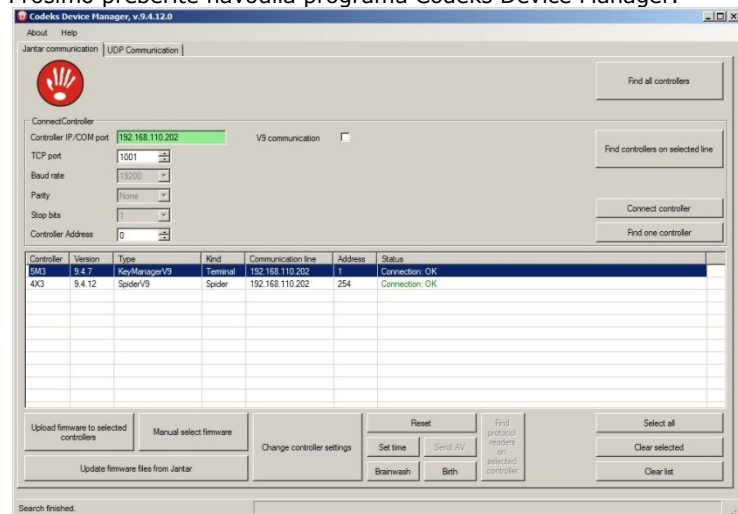 Prosimo preberite navodila programa Codeks Device Manager.
Codeks Device Manager, v.9.4.12.0
About Help
Jantar communication UDP Communication
Find all controllers
ConnectController
Controller IP/COM port 192.168.110.202 V9 communication
TCP port 1001
Find controllers on selected line
Baud rate 19200
Parity None
Stop bits 1
Connect controller
Controller Address 0
Find one controller
Controller Version Type Kind Communication line Address Status
5M3 9.4.7 KeyManagerV9 Terminal 192.168.110.202 1 Connection: OK
4X3 9.4.12 SpiderV9 Spider 192.168.110.202 254 Connection: OK
Upload firmware to selected
controllers
Manual select firmware
Update firmware files from Jantar
Change controller settings
Reset
Set time Send AV
Brainwash Birth
Find
protocol
readers
on
selected
controller
Select all
Clear selected
Clear list
Search finished.